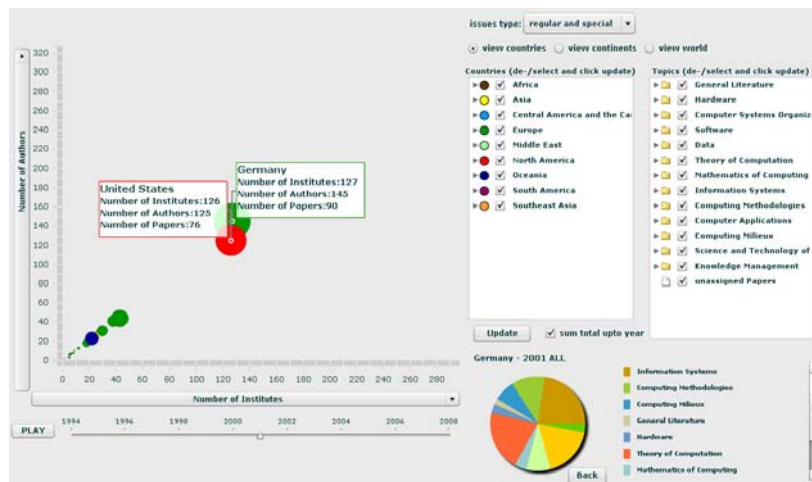 issues type: regular and special
view countries view continents view world
Countries (de-/select and click update)
Africa
Asia
Central America and the Ca
Europe
Middle East
North America
Oceania
South America
Southeast Asia
Topics (de-/select and click update)
General Literature
Hardware
Computer Systems Organiz
Software
Data
Theory of Computation
Mathematics of Computing
Information Systems
Computing Methodologies
Computer Applications
Computing Milieux
Science and Technology of
Knowledge Management
unassigned Papers
Number of Authors
320
300
280
260
240
220
200
180
160
140
120
100
80
60
40
20
0
United States
Number of Institutes:126
Number of Authors:125
Number of Papers:76
Germany
Number of Institutes:127
Number of Authors:145
Number of Papers:90
0 20 40 60 80 100 120 140 160 180 200 220 240 260 280
Number of Institutes
PLAY
1994 1996 1998 2000 2002 2004 2006 2008
Update
sum total upto year
Germany - 2001 ALL
Information Systems
Computing Methodologies
Computing Milieux
General Literature
Hardware
Theory of Computation
Mathematics of Computing
Back